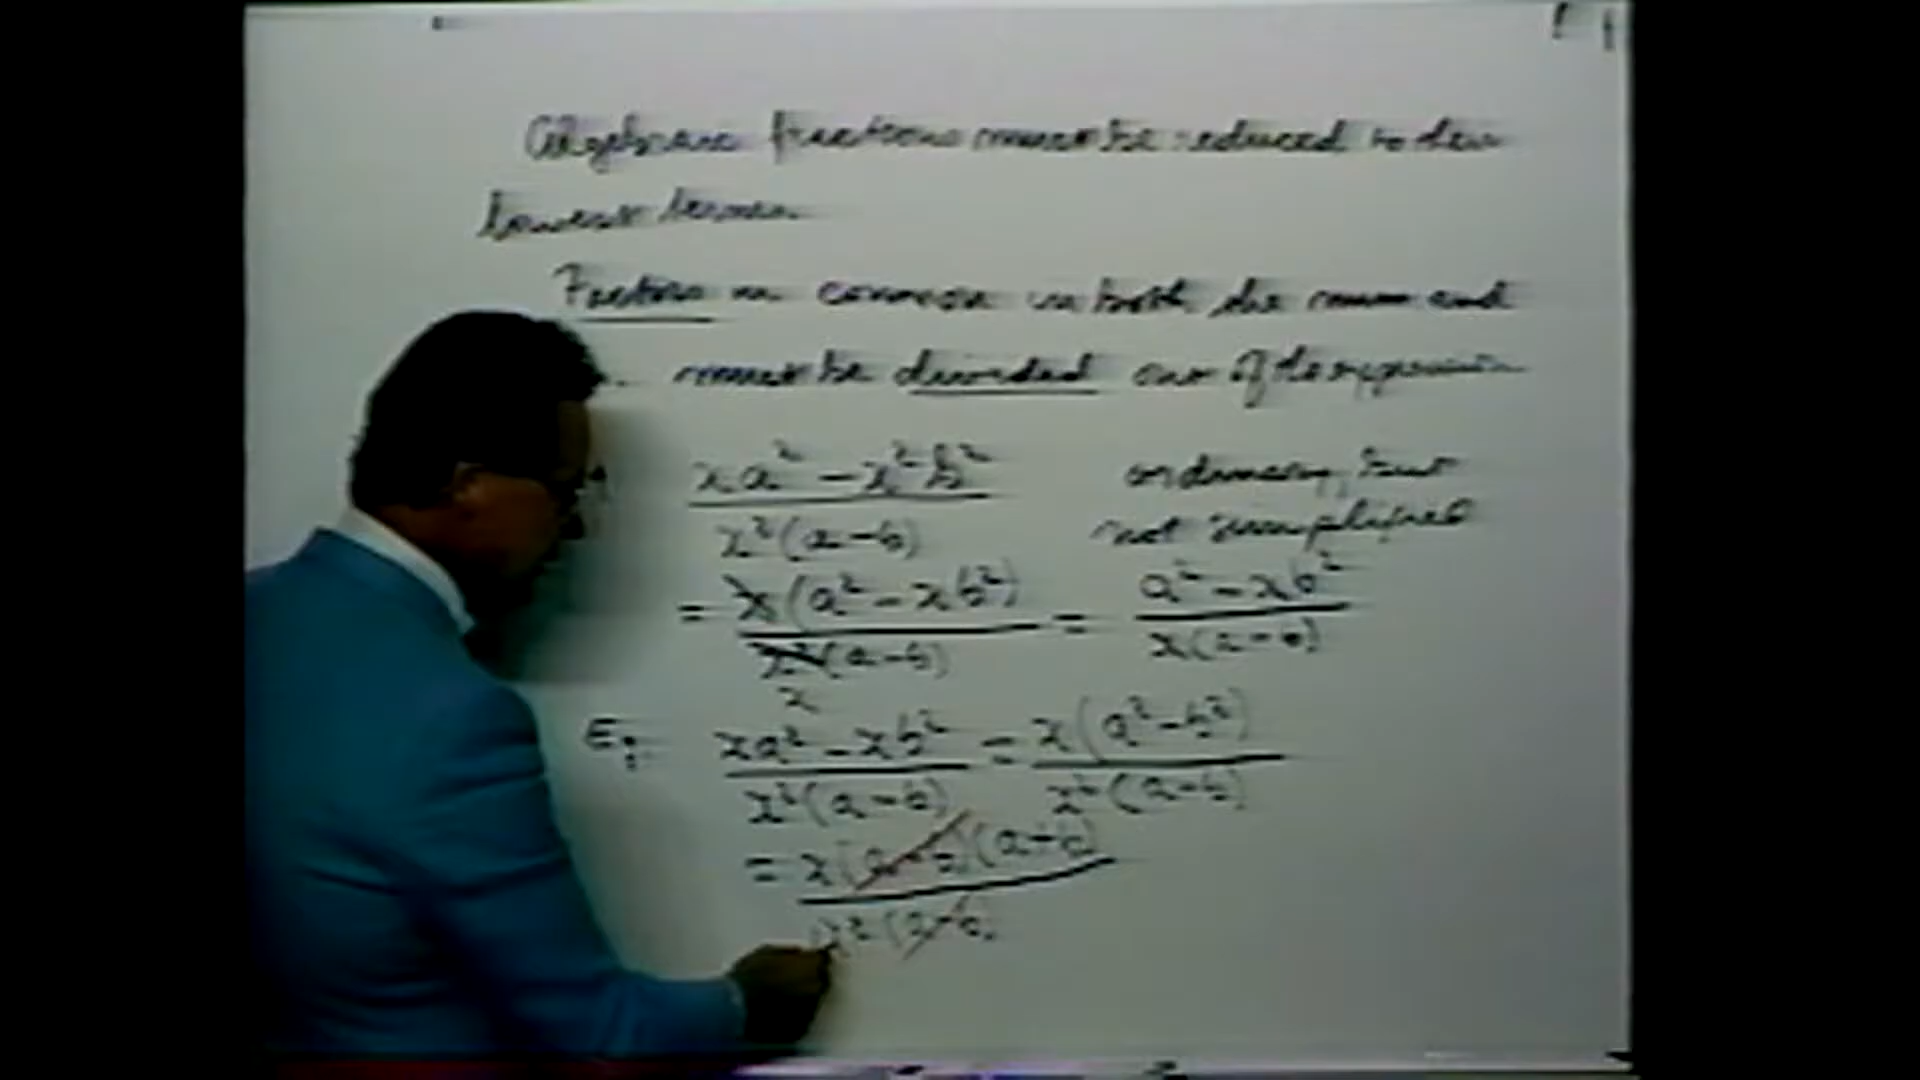 Algebraic fractions must be reduced to their
lowest terms.
Factors in common in both the num and
must be divided out of the expression
xa² - x²b² / x²(a-b) ordinary, but not simplified
= x(a² - xb²) / x²(a-b) = a² - xb² / x(a-b)
x
Eg. xa² - xb² / x²(a-b) = x(a² - b²) / x²(a-b)
= x(a-b)(a+b) / x²(a-b)